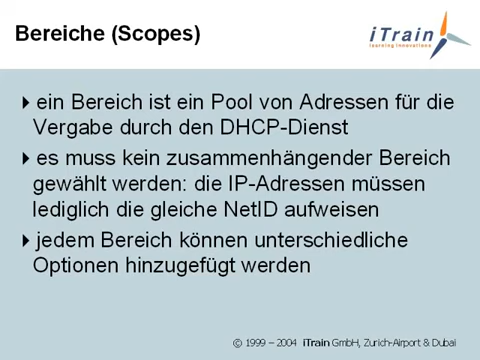 Bereiche (Scopes)
iTrain
learning innovations
ein Bereich ist ein Pool von Adressen für die
Vergabe durch den DHCP-Dienst
es muss kein zusammenhängender Bereich
gewählt werden: die IP-Adressen müssen
lediglich die gleiche NetID aufweisen
jedem Bereich können unterschiedliche
Optionen hinzugefügt werden
© 1999 – 2004 iTrain GmbH, Zurich-Airport & Dubai